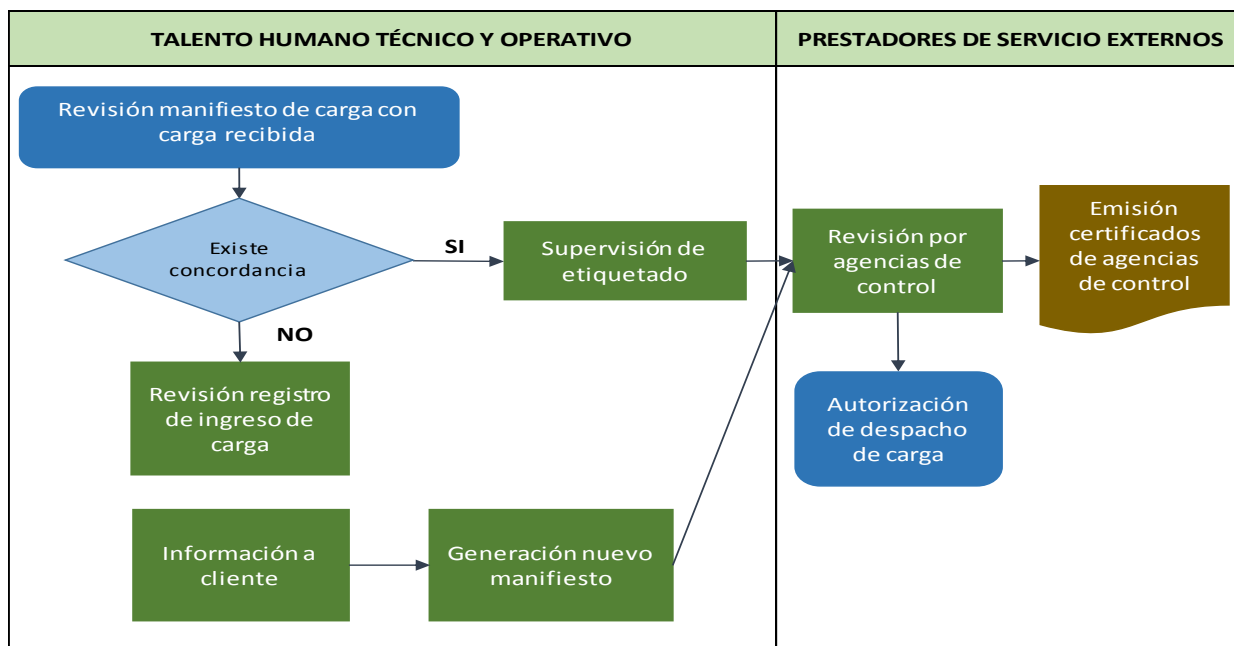 TALENTO HUMANO TÉCNICO Y OPERATIVO
PRESTADORES DE SERVICIO EXTERNOS
Revisión manifiesto de carga con
carga recibida
Existe
concordancia
SI
Supervisión de
etiquetado
Revisión por
agencias de
control
Emisión
certificados
de agencias
de control
NO
Revisión registro
de ingreso de
carga
Autorización
de despacho
de carga
Información a
cliente
Generación nuevo
manifiesto